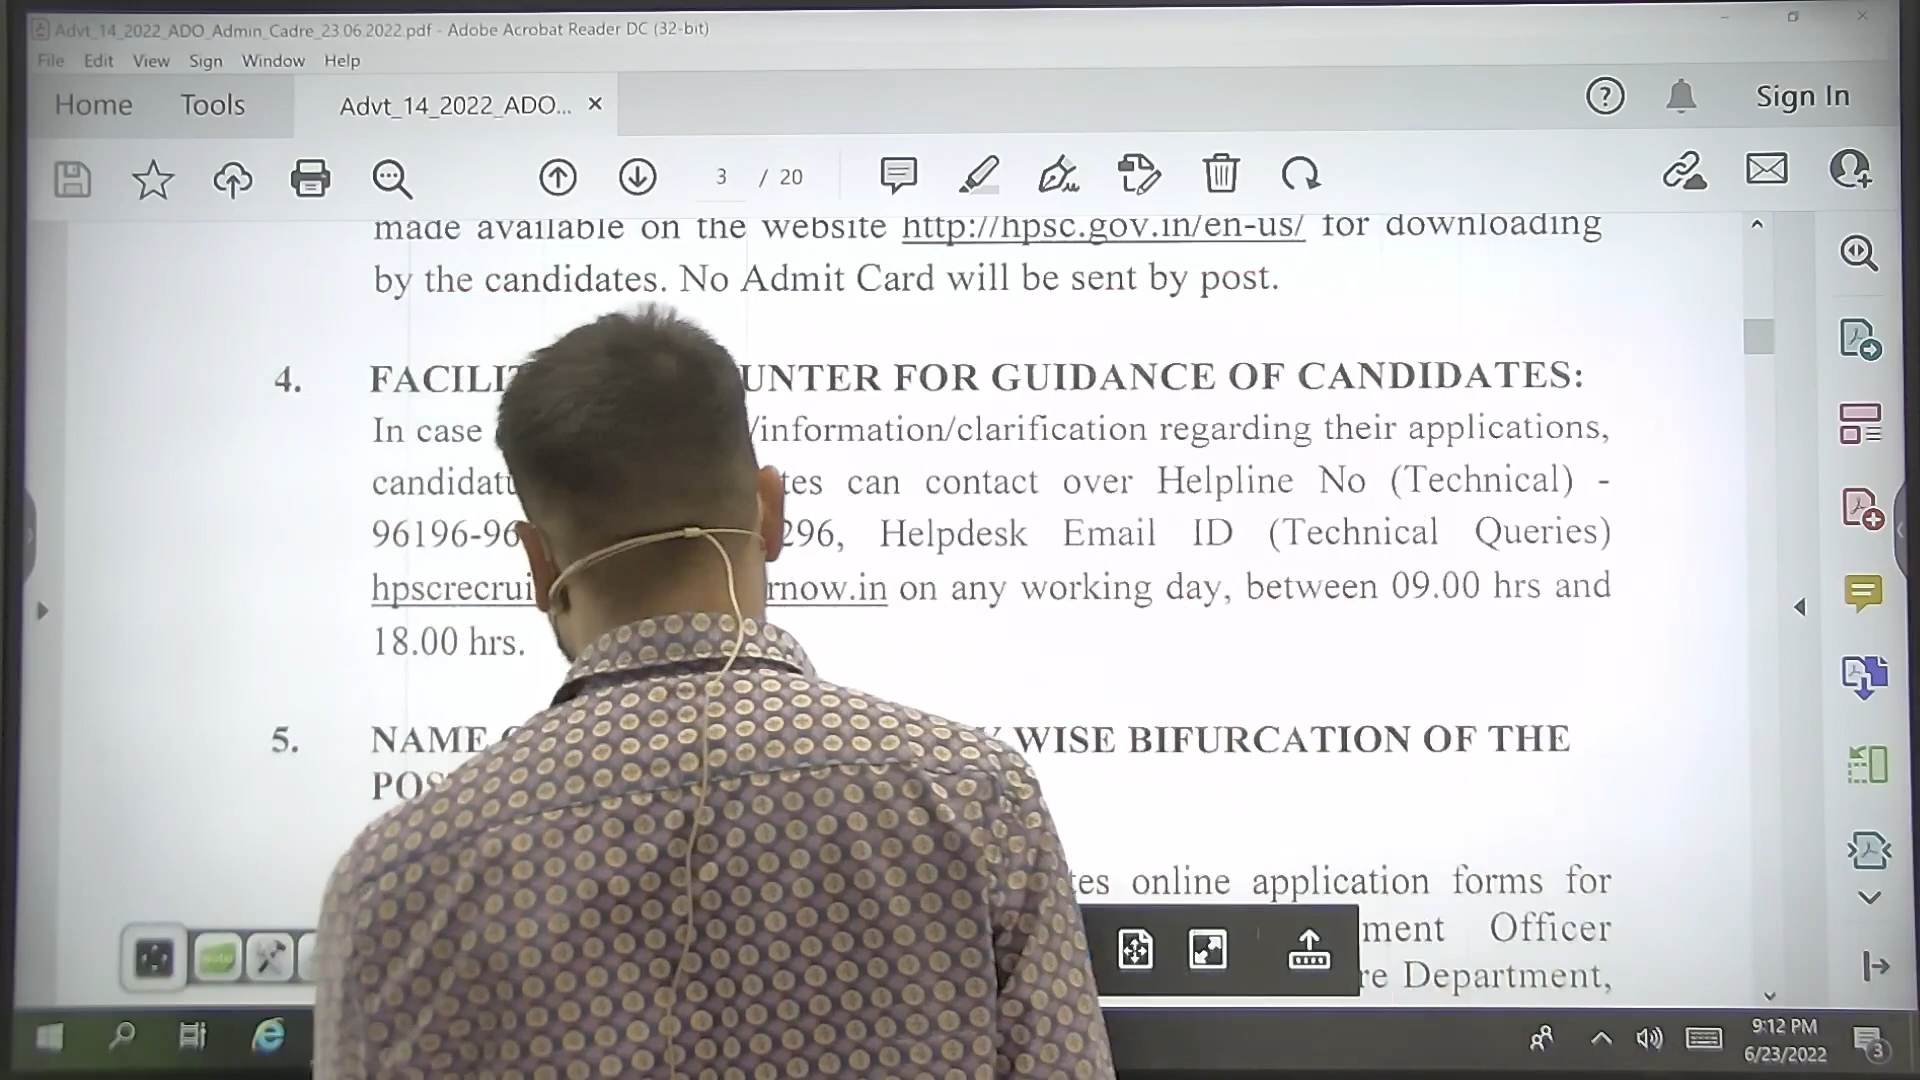 Advt_14_2022_ADO_Admin_Cadre_23.06.2022.pdf - Adobe Acrobat Reader DC (32-bit)
File Edit View Sign Window Help
Home Tools Advt_14_2022_ADO... × Sign In
3 / 20
made available on the website http://hpsc.gov.in/en-us/ for downloading
by the candidates. No Admit Card will be sent by post.
4. UNTER FOR GUIDANCE OF CANDIDATES:
In case /information/clarification regarding their applications,
can contact over Helpline No (Technical) -
96196-96 296, Helpdesk Email ID (Technical Queries)
hpscrecrui rnow.in on any working day, between 09.00 hrs and
18.00 hrs.
5. NAME WISE BIFURCATION OF THE
POS
tes online application forms for
ment Officer
re Department,
9:12 PM
6/23/2022
3